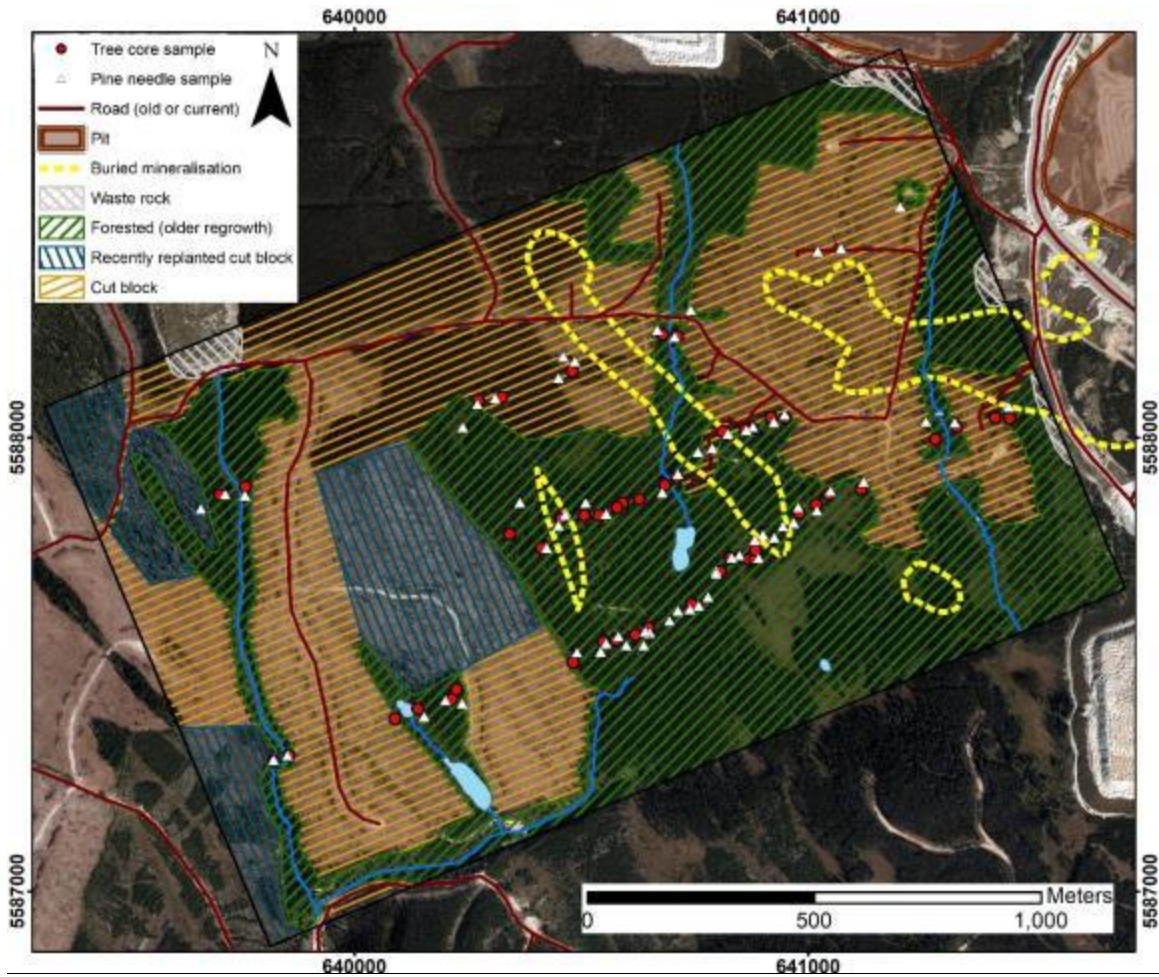 640000 641000
Tree core sample
N
Pine needle sample
Road (old or current)
Pit
Buried mineralisation
Waste rock
Forested (older regrowth)
Recently replanted cut block
Cut block
5588000 5588000
5587000 5587000
Meters
0 500 1,000
640000 641000